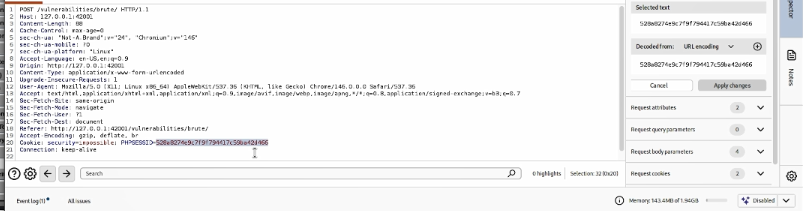 1 POST /vulnerabilities/brute/ HTTP/1.1
2 Host: 127.0.0.1:42001
3 Content-Length: 88
4 Cache-Control: max-age=0
5 sec-ch-ua: "Not-A.Brand";v="24", "Chromium";v="146"
6 sec-ch-ua-mobile: ?0
7 sec-ch-ua-platform: "Linux"
8 Accept-Language: en-US,en;q=0.9
9 Origin: http://127.0.0.1:42001
10 Content-Type: application/x-www-form-urlencoded
11 Upgrade-Insecure-Requests: 1
12 User-Agent: Mozilla/5.0 (X11; Linux x86_64) AppleWebKit/537.36 (KHTML, like Gecko) Chrome/146.0.0.0 Safari/537.36
13 Accept: text/html,application/xhtml+xml,application/xml;q=0.9,image/avif,image/webp,image/apng,*/*;q=0.8,application/signed-exchange;v=b3;q=0.7
14 Sec-Fetch-Site: same-origin
15 Sec-Fetch-Mode: navigate
16 Sec-Fetch-User: ?1
17 Sec-Fetch-Dest: document
18 Referer: http://127.0.0.1:42001/vulnerabilities/brute/
19 Accept-Encoding: gzip, deflate, br
20 Cookie: security=impossible; PHPSESSID=528a8274e9c7f9f794417c59ba42d466
21 Connection: keep-alive
22
Search
0 highlights
Selection: 32 (0x20)
Event log (1)
All issues
Selected text
528a8274e9c7f9f794417c59ba42d466
Decoded from: URL encoding
528a8274e9c7f9f794417c59ba42d466
Cancel
Apply changes
Request attributes 2
Request query parameters 0
Request body parameters 4
Request cookies 2
Notes
Memory: 143.4MB of 1.94GB
Disabled